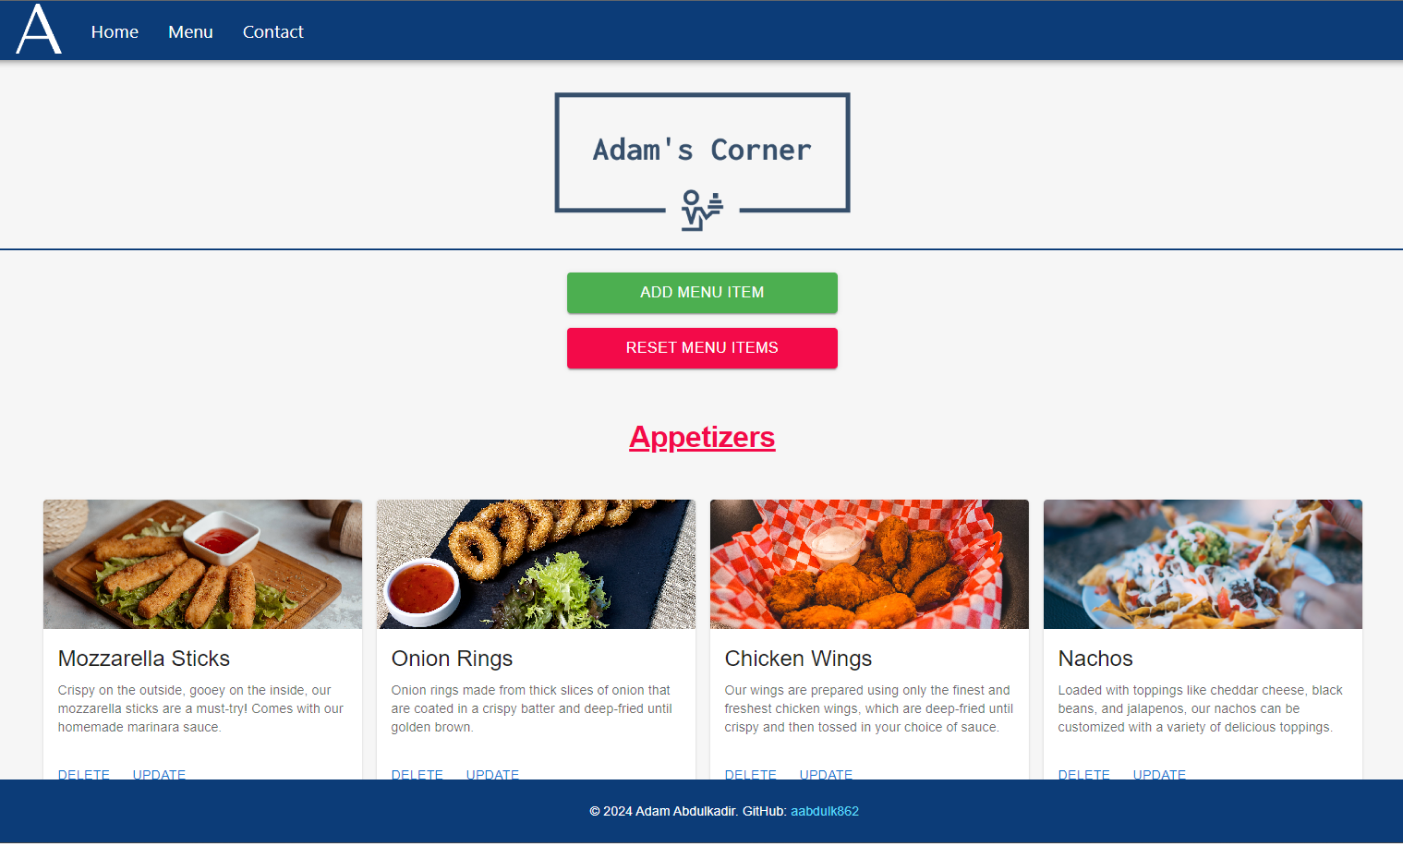 A Home Menu Contact
Adam's Corner
ADD MENU ITEM
RESET MENU ITEMS
Appetizers
Mozzarella Sticks
Crispy on the outside, gooey on the inside, our
mozzarella sticks are a must-try! Comes with our
homemade marinara sauce.
DELETE UPDATE
Onion Rings
Onion rings made from thick slices of onion that
are coated in a crispy batter and deep-fried until
golden brown.
DELETE UPDATE
Chicken Wings
Our wings are prepared using only the finest and
freshest chicken wings, which are deep-fried until
crispy and then tossed in your choice of sauce.
DELETE UPDATE
Nachos
Loaded with toppings like cheddar cheese, black
beans, and jalapenos, our nachos can be
customized with a variety of delicious toppings.
DELETE UPDATE
© 2024 Adam Abdulkadir. GitHub: aabdulk862